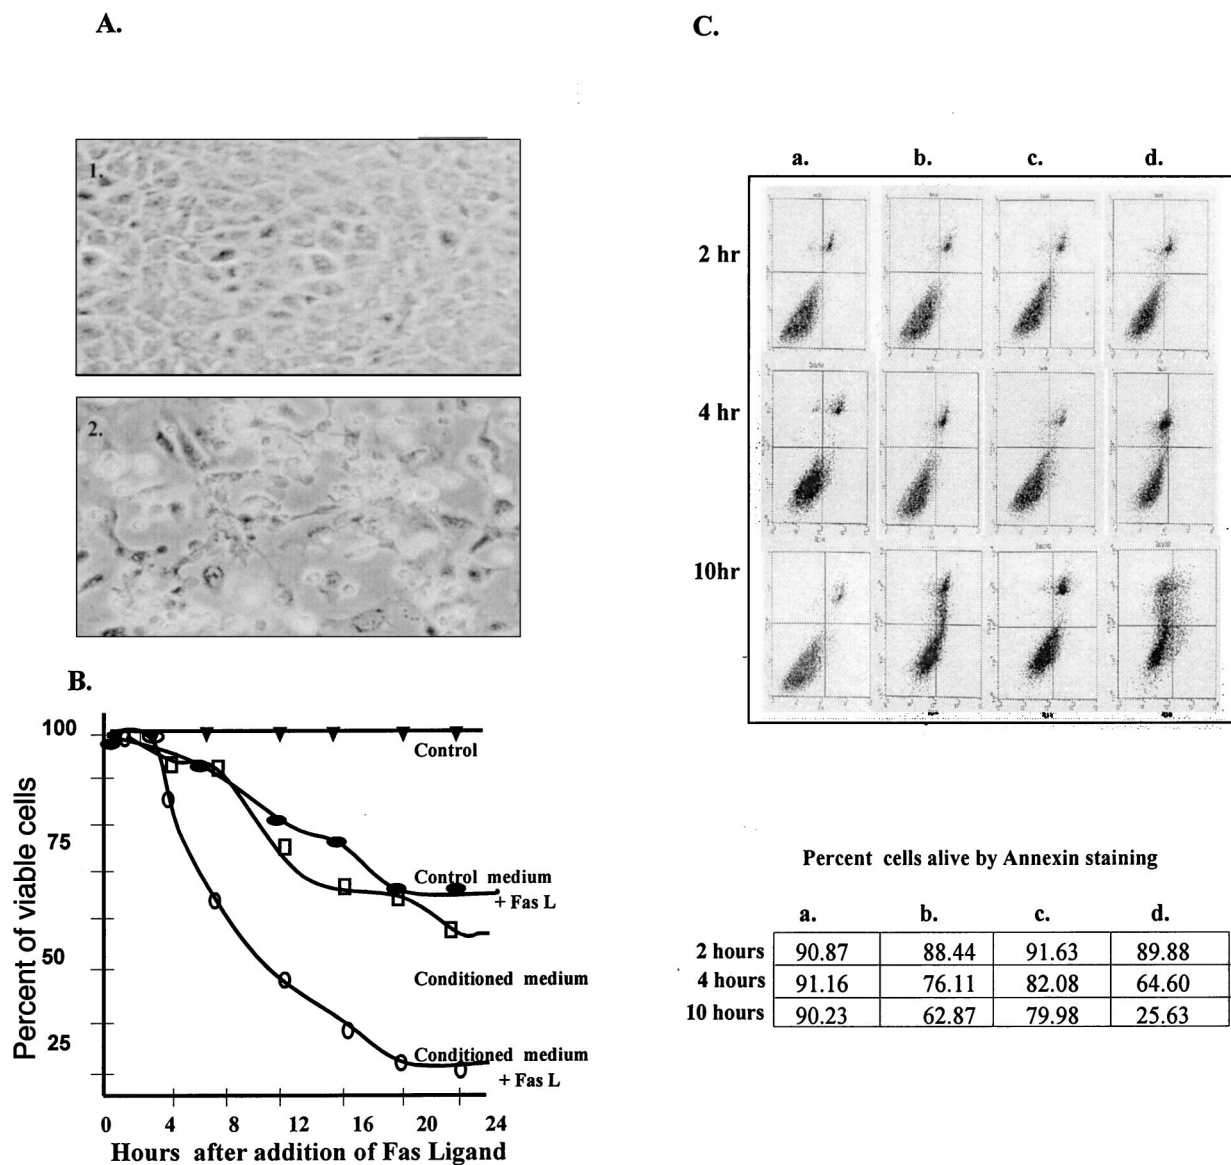 A.
1.
2.
B.
100
75
50
25
Percent of viable cells
Control
Control medium
+ Fas L
Conditioned medium
Conditioned medium
+ Fas L
0 4 8 12 16 20 24
Hours after addition of Fas Ligand
C.
a. b. c. d.
2 hr
4 hr
10hr
Percent cells alive by Annexin staining
a. b. c. d.
2 hours 90.87 88.44 91.63 89.88
4 hours 91.16 76.11 82.08 64.60
10 hours 90.23 62.87 79.98 25.63